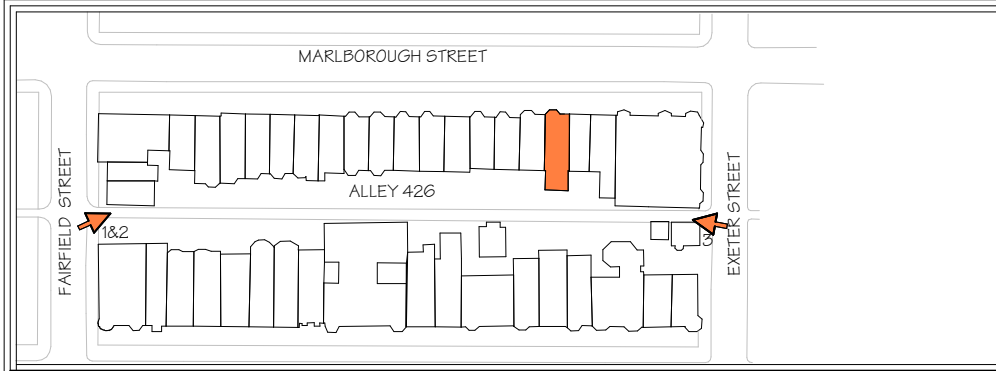 MARLBOROUGH STREET
ALLEY 426
FAIRFIELD STREET
1&2
3
EXETER STREET